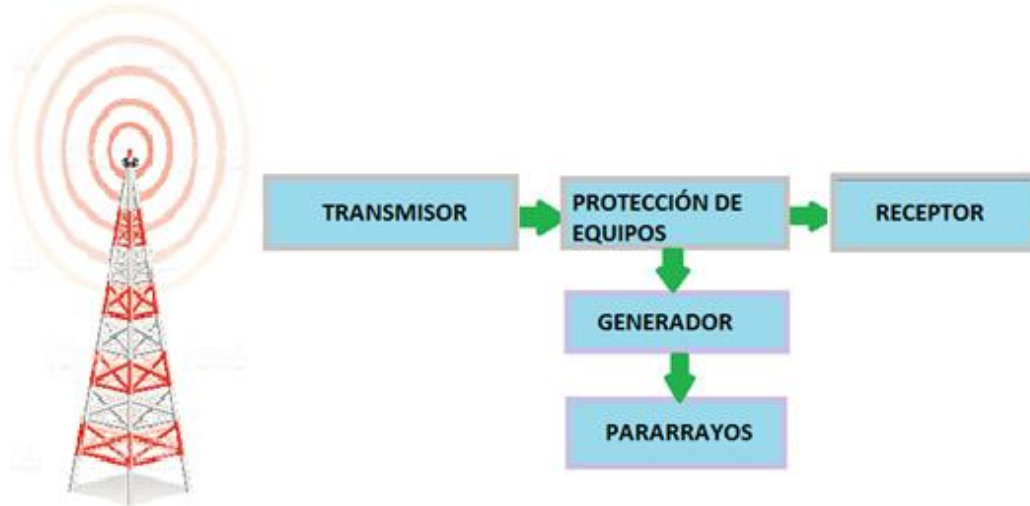 TRANSMISOR
PROTECCIÓN DE
EQUIPOS
RECEPTOR
GENERADOR
PARARRAYOS